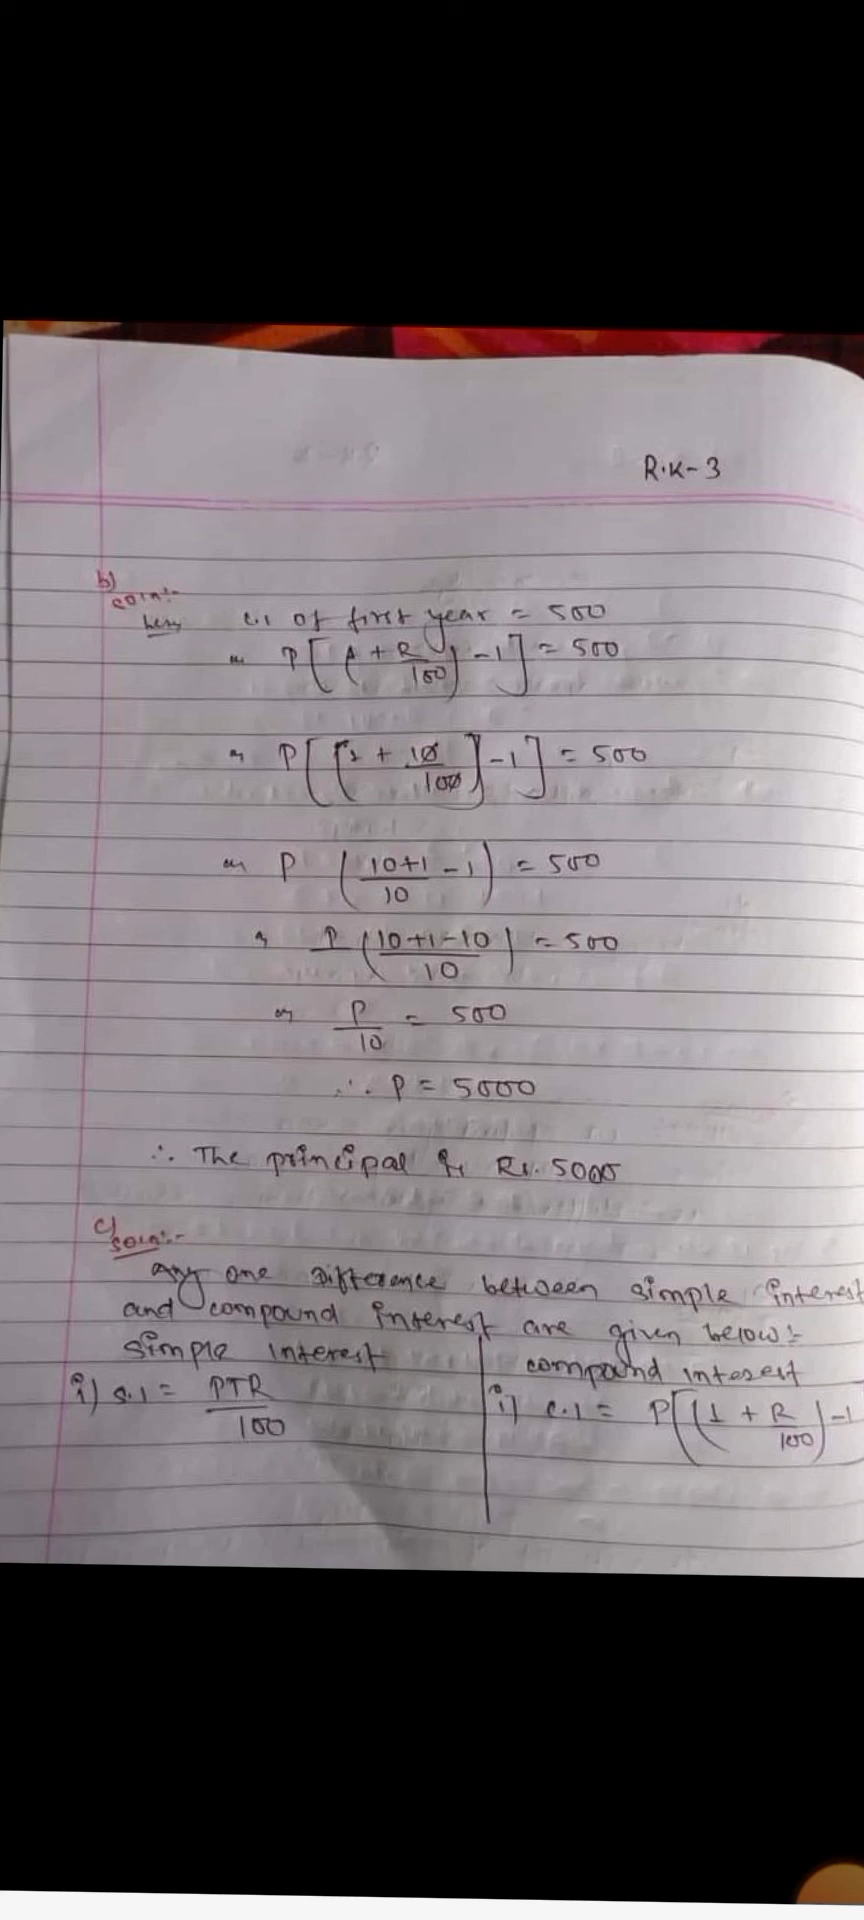 R.K-3
b)
soln:-
here c.I of first year = 500
or P[(1 + R/100) - 1] = 500
or P[(1 + 10/100) - 1] = 500
or P (10+1/10 - 1) = 500
or P (10+1-10/10) = 500
or P/10 = 500
∴ P = 5000
∴ The principal is Rs. 5000
c)
soln:-
any one Difference between simple interest
and compound interest are given below:-
simple interest
compound interest
i) S.I = PTR/100
i) C.I = P[(1 + R/100) - 1